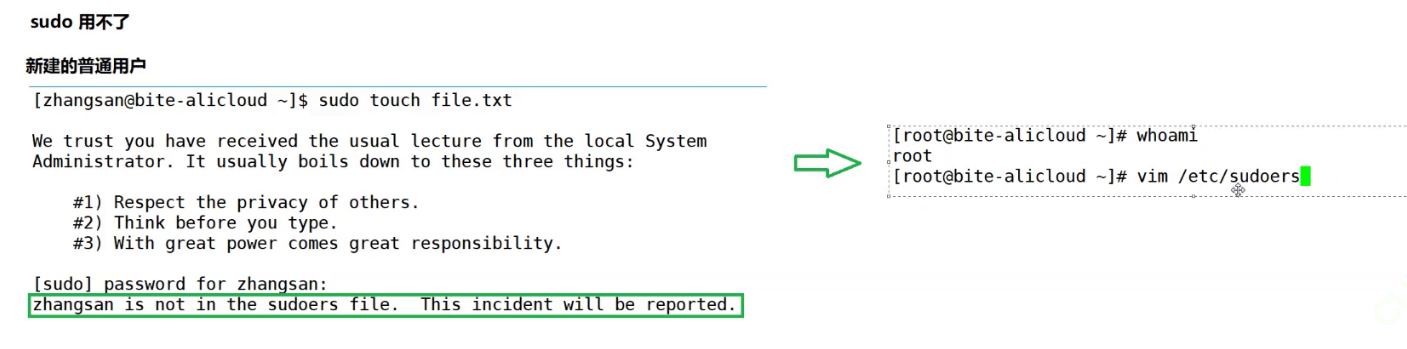 sudo 用不了
新建的普通用户
[zhangsan@bite-alicloud ~]$ sudo touch file.txt
We trust you have received the usual lecture from the local System
Administrator. It usually boils down to these three things:
#1) Respect the privacy of others.
#2) Think before you type.
#3) With great power comes great responsibility.
[sudo] password for zhangsan:
zhangsan is not in the sudoers file.  This incident will be reported.
[root@bite-alicloud ~]# whoami
root
[root@bite-alicloud ~]# vim /etc/sudoers